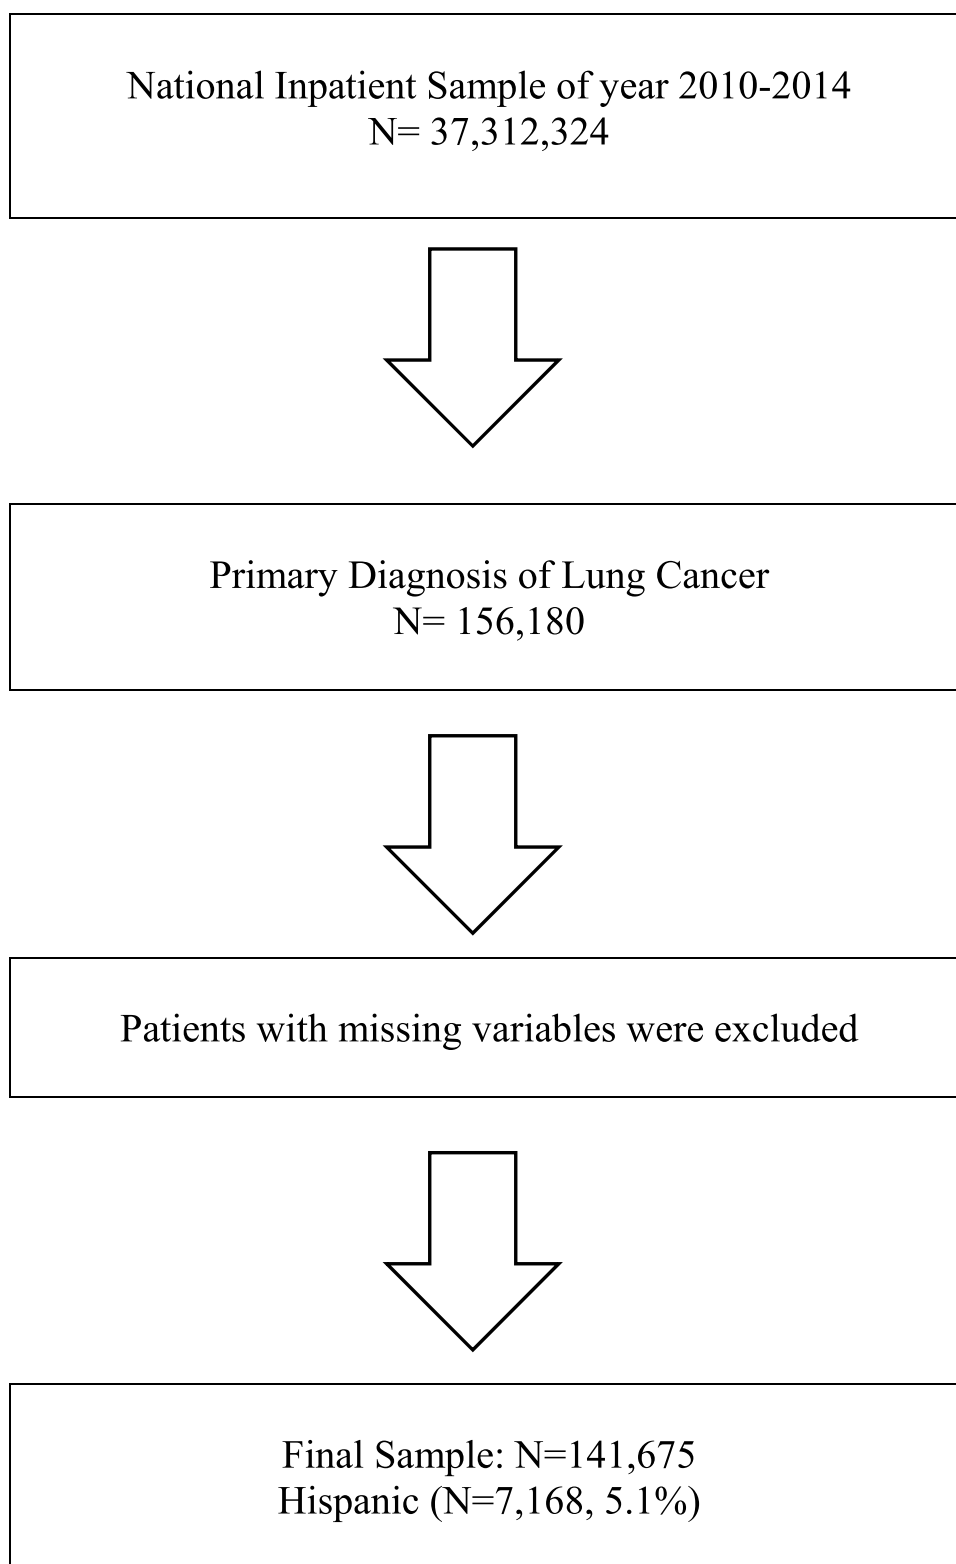 National Inpatient Sample of year 2010-2014
N= 37,312,324
Primary Diagnosis of Lung Cancer
N= 156,180
Patients with missing variables were excluded
Final Sample: N=141,675
Hispanic (N=7,168, 5.1%)